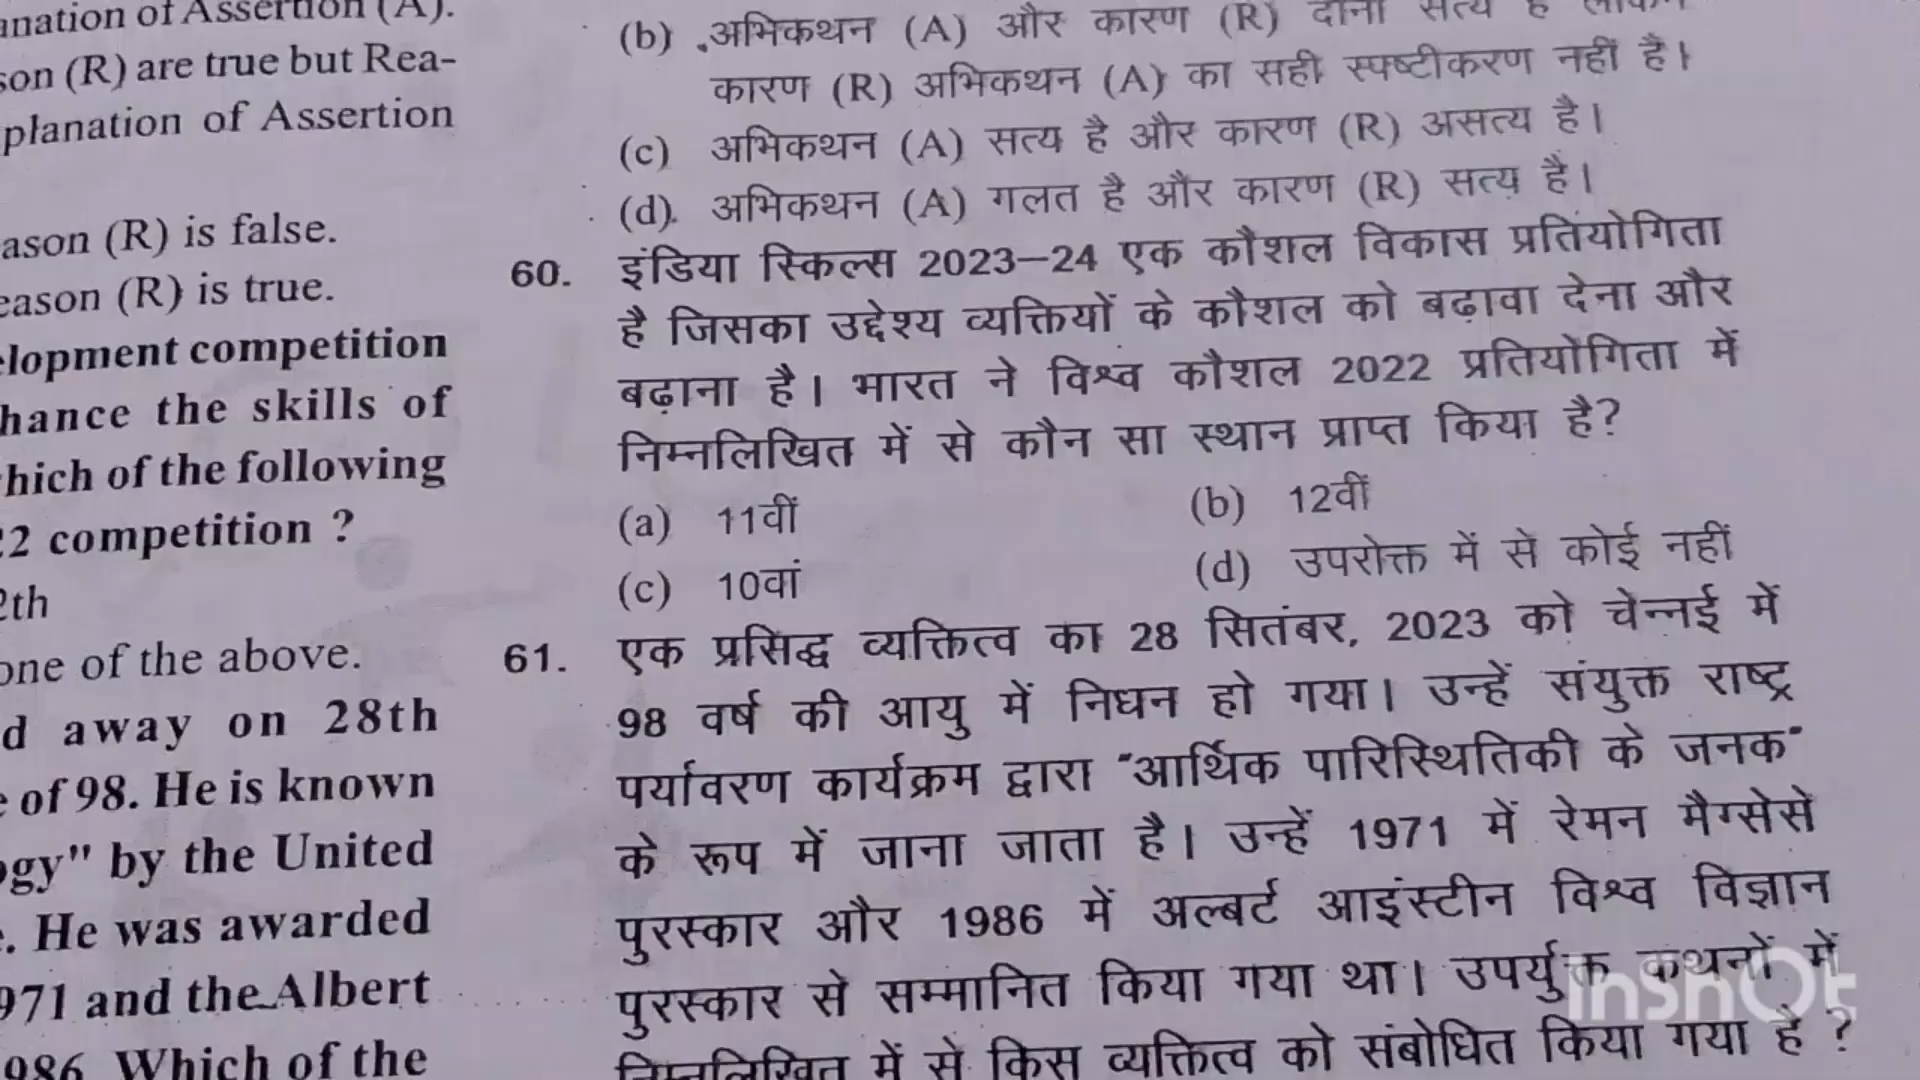 anation of Assertion (A).
son (R) are true but Rea-
planation of Assertion
ason (R) is false.
eason (R) is true.
elopment competition
hance the skills of
hich of the following
22 competition ?
2th
one of the above.
d away on 28th
e of 98. He is known
ogy" by the United
e. He was awarded
971 and the Albert
986. Which of the
(b) अभिकथन (A) और कारण (R) दोनों सत्य है लेकिन
कारण (R) अभिकथन (A) का सही स्पष्टीकरण नहीं है।
(c) अभिकथन (A) सत्य है और कारण (R) असत्य है।
(d). अभिकथन (A) गलत है और कारण (R) सत्य है।
60. इंडिया स्किल्स 2023–24 एक कौशल विकास प्रतियोगिता
है जिसका उद्देश्य व्यक्तियों के कौशल को बढ़ावा देना और
बढ़ाना है। भारत ने विश्व कौशल 2022 प्रतियोगिता में
निम्नलिखित में से कौन सा स्थान प्राप्त किया है?
(a) 11वीं (b) 12वीं
(c) 10वां (d) उपरोक्त में से कोई नहीं
61. एक प्रसिद्ध व्यक्तित्व का 28 सितंबर, 2023 को चेन्नई में
98 वर्ष की आयु में निधन हो गया। उन्हें संयुक्त राष्ट्र
पर्यावरण कार्यक्रम द्वारा "आर्थिक पारिस्थितिकी के जनक"
के रूप में जाना जाता है। उन्हें 1971 में रेमन मैग्सेसे
पुरस्कार और 1986 में अल्बर्ट आइंस्टीन विश्व विज्ञान
पुरस्कार से सम्मानित किया गया था। उपर्युक्त कथनों में
निम्नलिखित में से किस व्यक्तित्व को संबोधित किया गया है ?
InShOt